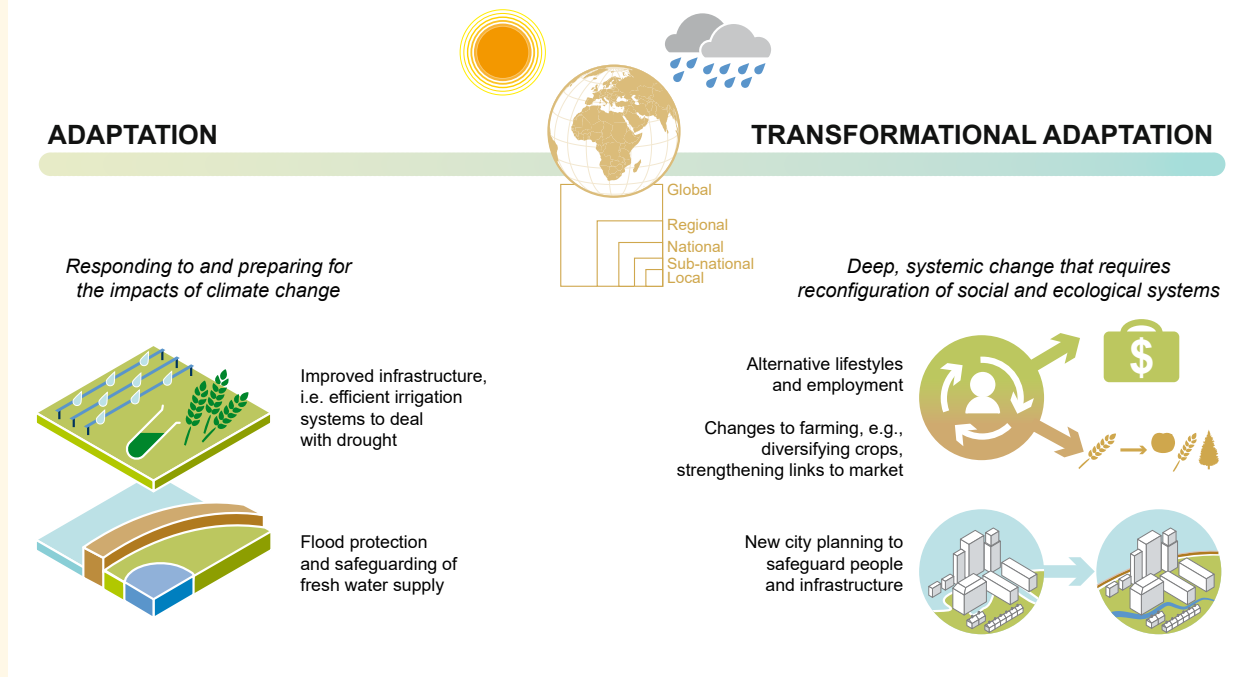 ADAPTATION
TRANSFORMATIONAL ADAPTATION
Global
Regional
National
Sub-national
Local
Responding to and preparing for
the impacts of climate change
Improved infrastructure,
i.e. efficient irrigation
systems to deal
with drought
Flood protection
and safeguarding of
fresh water supply
Deep, systemic change that requires
reconfiguration of social and ecological systems
Alternative lifestyles
and employment
$
Changes to farming, e.g.,
diversifying crops,
strengthening links to market
New city planning to
safeguard people
and infrastructure